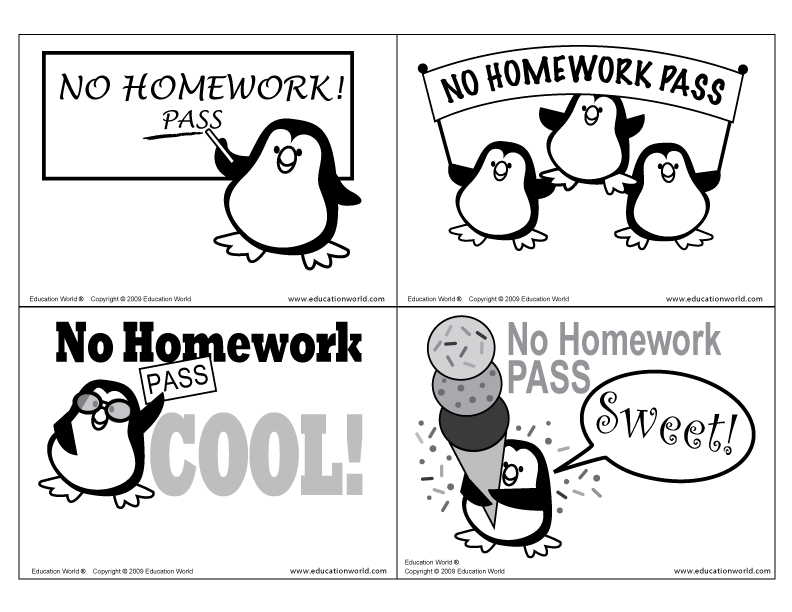 NO HOMEWORK!
PASS
Education World ® Copyright © 2009 Education World www.educationworld.com
NO HOMEWORK PASS
Education World ® Copyright © 2009 Education World www.educationworld.com
No Homework
PASS
COOL!
Education World ® Copyright © 2009 Education World www.educationworld.com
No Homework
PASS
Sweet!
Education World ®
Copyright © 2009 Education World www.educationworld.com